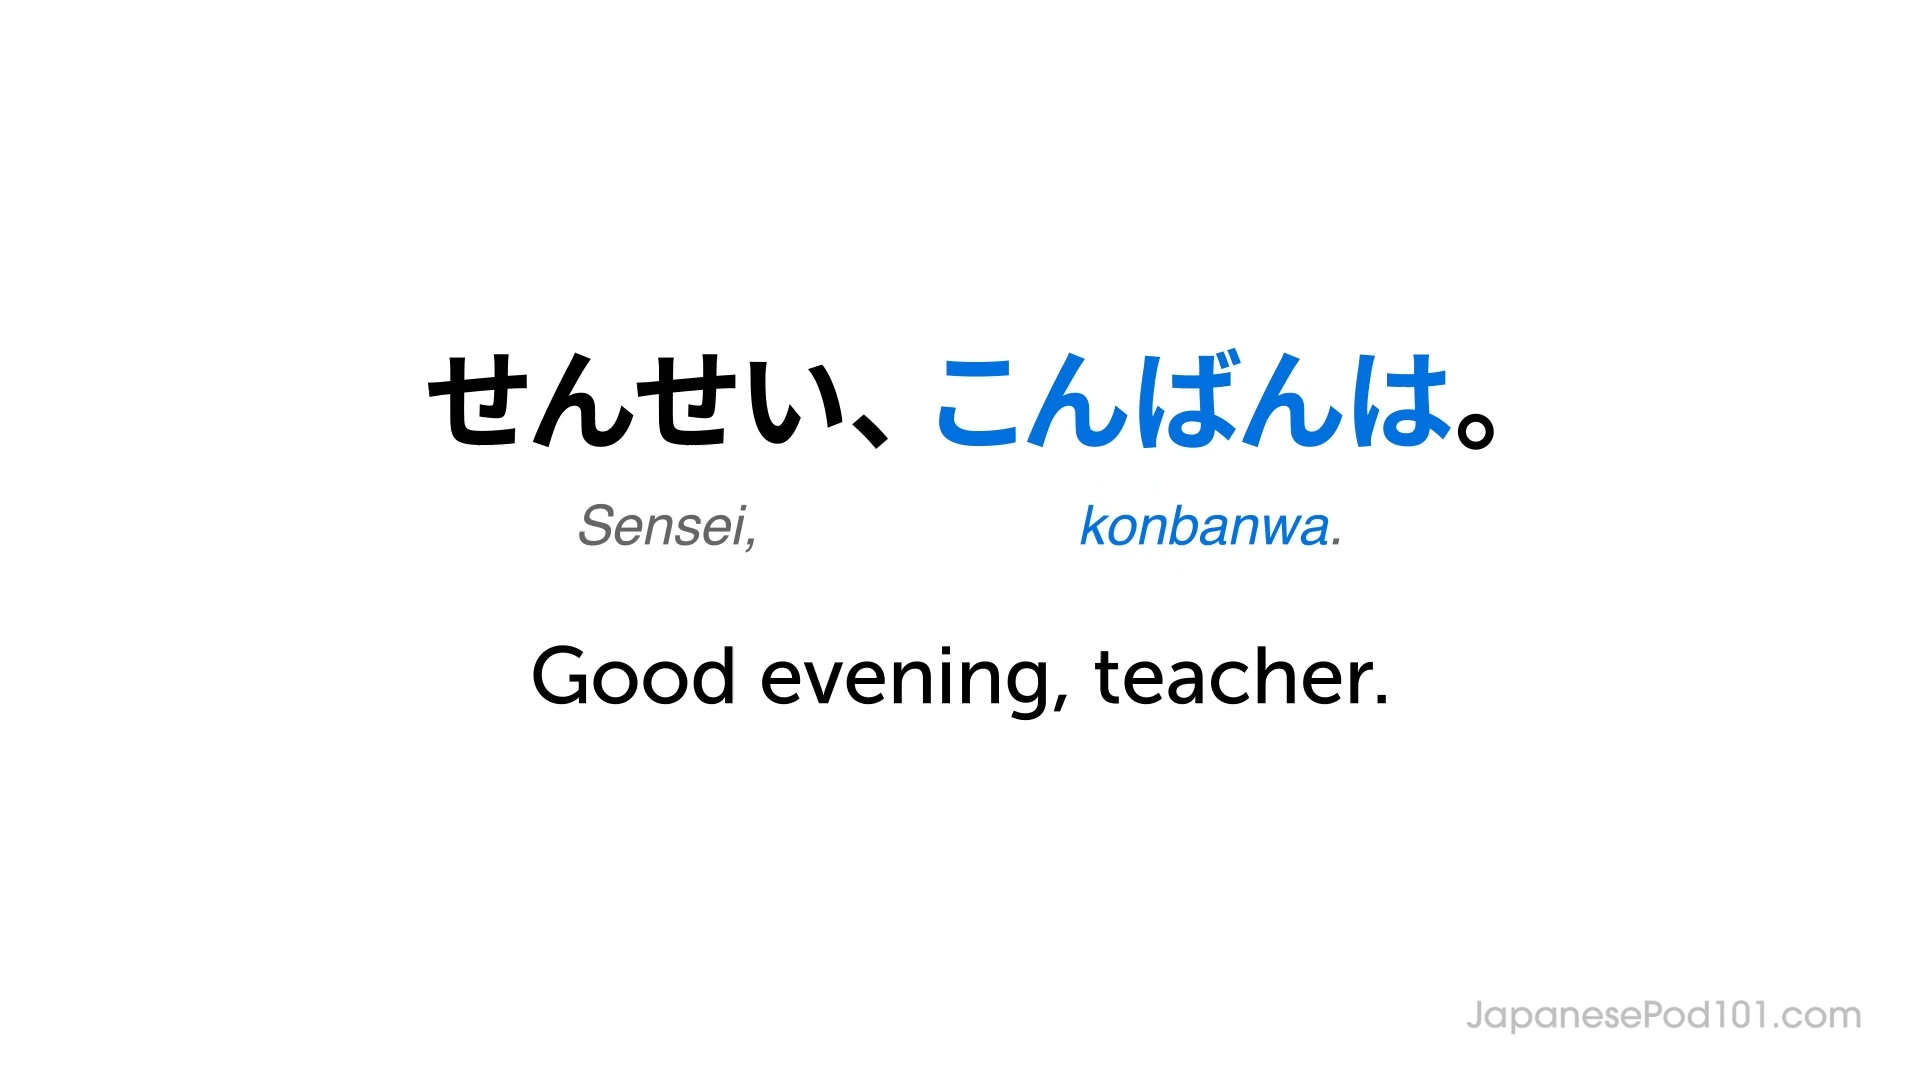 せんせい、こんばんは。
Sensei, konbanwa.
Good evening, teacher.
JapanesePod101.com